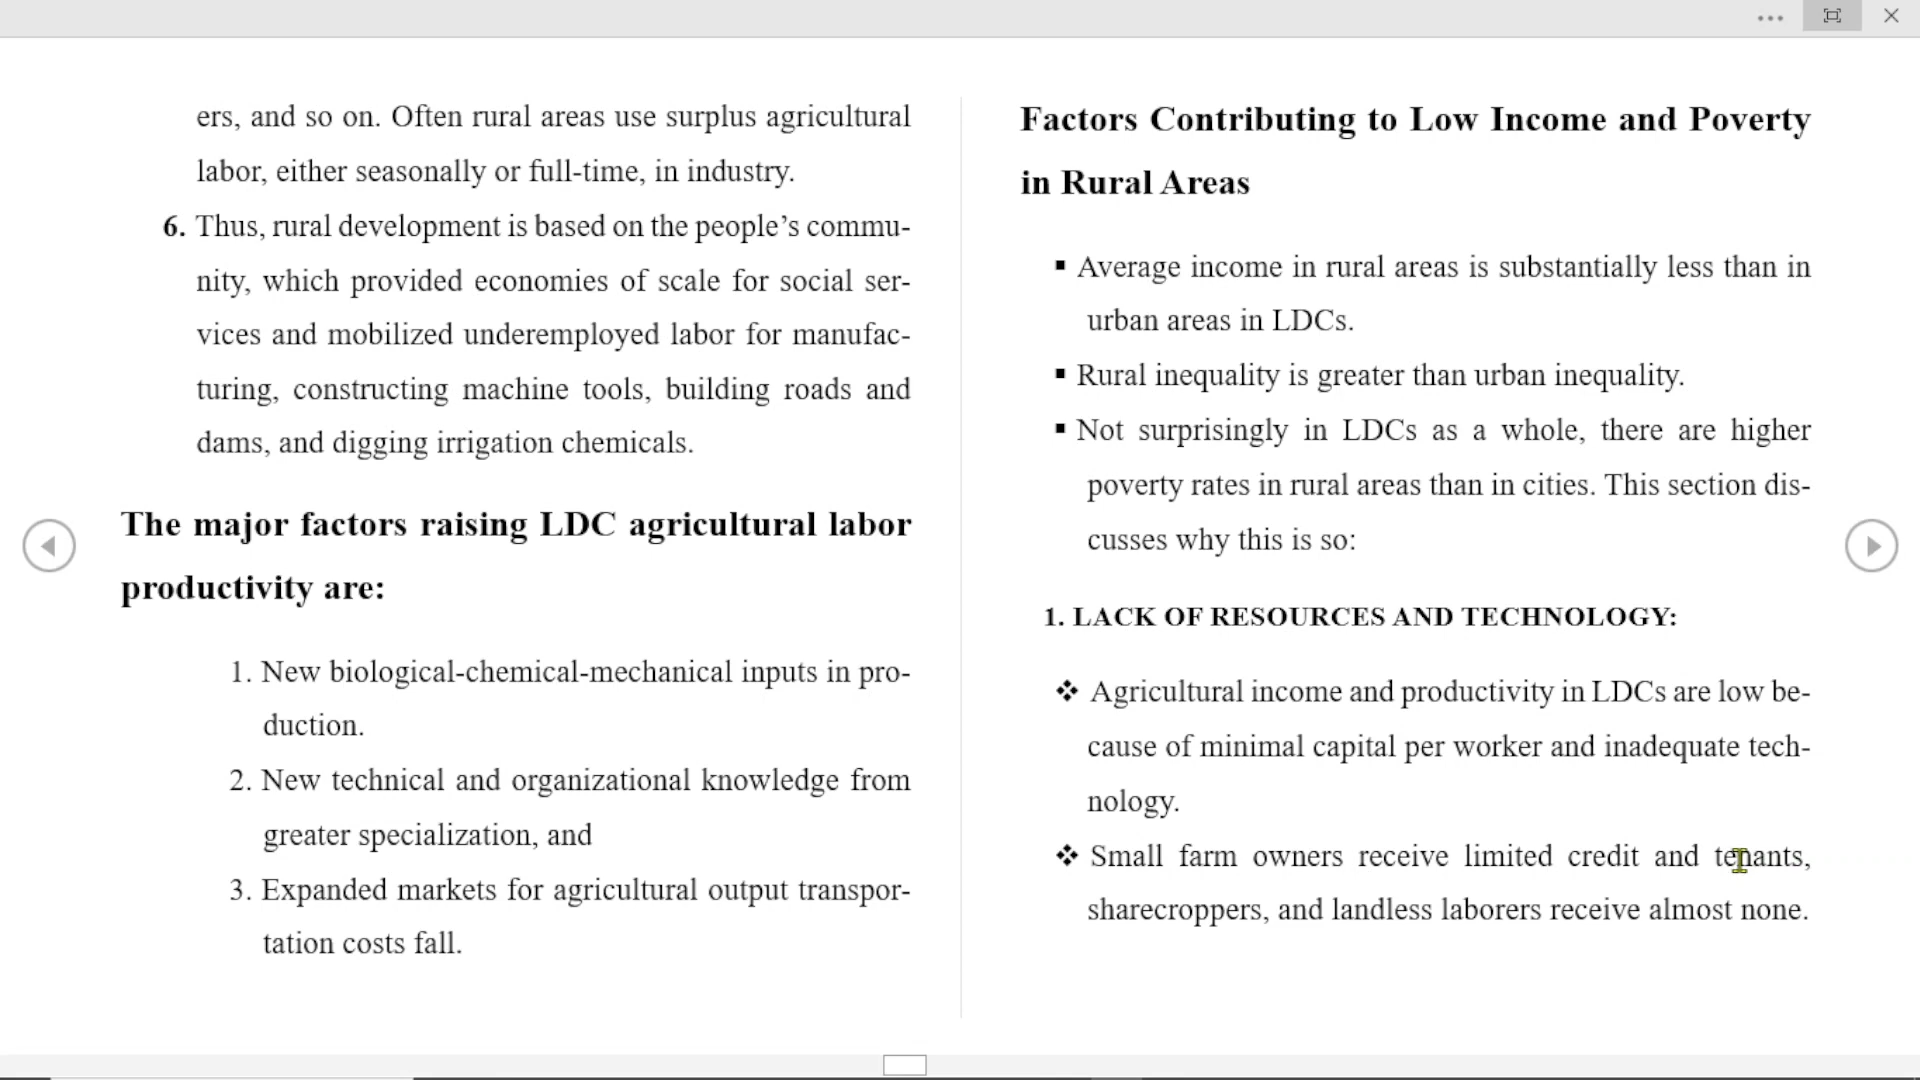 ers, and so on. Often rural areas use surplus agricultural
labor, either seasonally or full-time, in industry.
6. Thus, rural development is based on the people’s commu-
nity, which provided economies of scale for social ser-
vices and mobilized underemployed labor for manufac-
turing, constructing machine tools, building roads and
dams, and digging irrigation chemicals.
The major factors raising LDC agricultural labor
productivity are:
1. New biological-chemical-mechanical inputs in pro-
duction.
2. New technical and organizational knowledge from
greater specialization, and
3. Expanded markets for agricultural output transpor-
tation costs fall.
Factors Contributing to Low Income and Poverty
in Rural Areas
▪ Average income in rural areas is substantially less than in
urban areas in LDCs.
▪ Rural inequality is greater than urban inequality.
▪ Not surprisingly in LDCs as a whole, there are higher
poverty rates in rural areas than in cities. This section dis-
cusses why this is so:
1. LACK OF RESOURCES AND TECHNOLOGY:
❖ Agricultural income and productivity in LDCs are low be-
cause of minimal capital per worker and inadequate tech-
nology.
❖ Small farm owners receive limited credit and tenants,
sharecroppers, and landless laborers receive almost none.